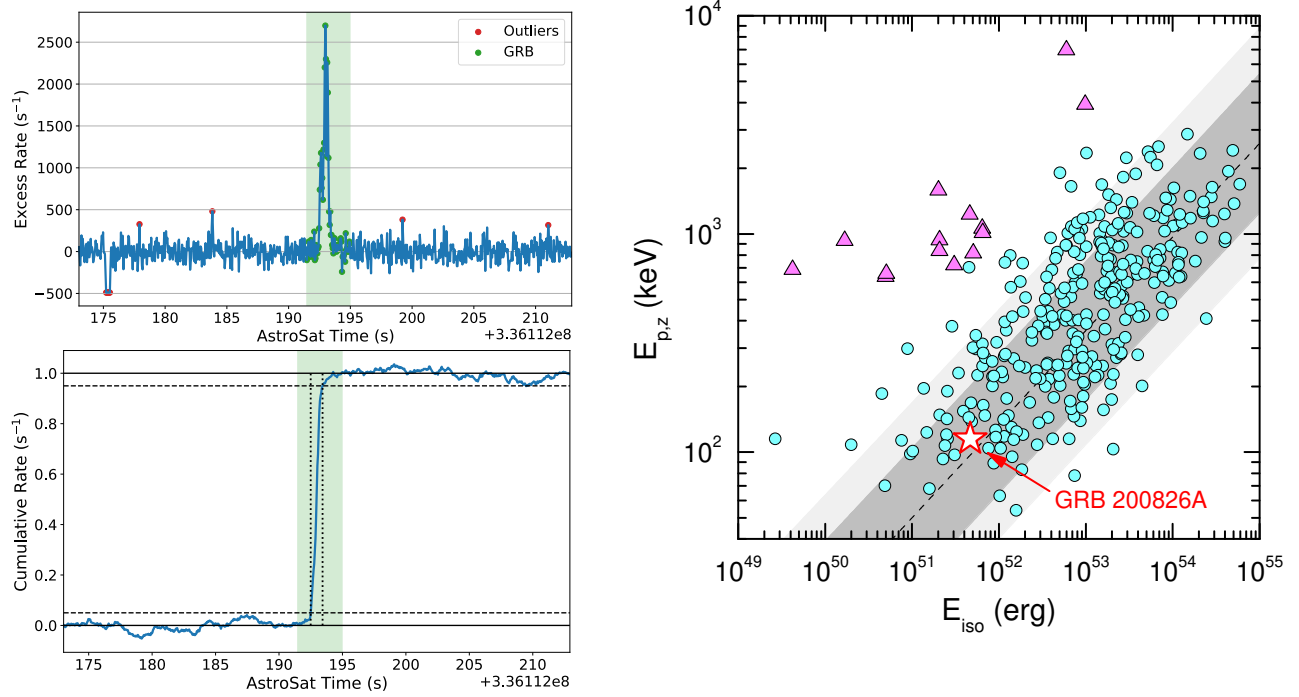 Outliers
GRB
Excess Rate (s⁻¹)
2500
2000
1500
1000
500
0
−500
175 180 185 190 195 200 205 210
AstroSat Time (s)
+3.36112e8
Cumulative Rate (s⁻¹)
1.0
0.8
0.6
0.4
0.2
0.0
175 180 185 190 195 200 205 210
AstroSat Time (s)
+3.36112e8
E_p,z (keV)
10⁴
10³
10²
GRB 200826A
10⁴⁹ 10⁵⁰ 10⁵¹ 10⁵² 10⁵³ 10⁵⁴ 10⁵⁵
E_iso (erg)